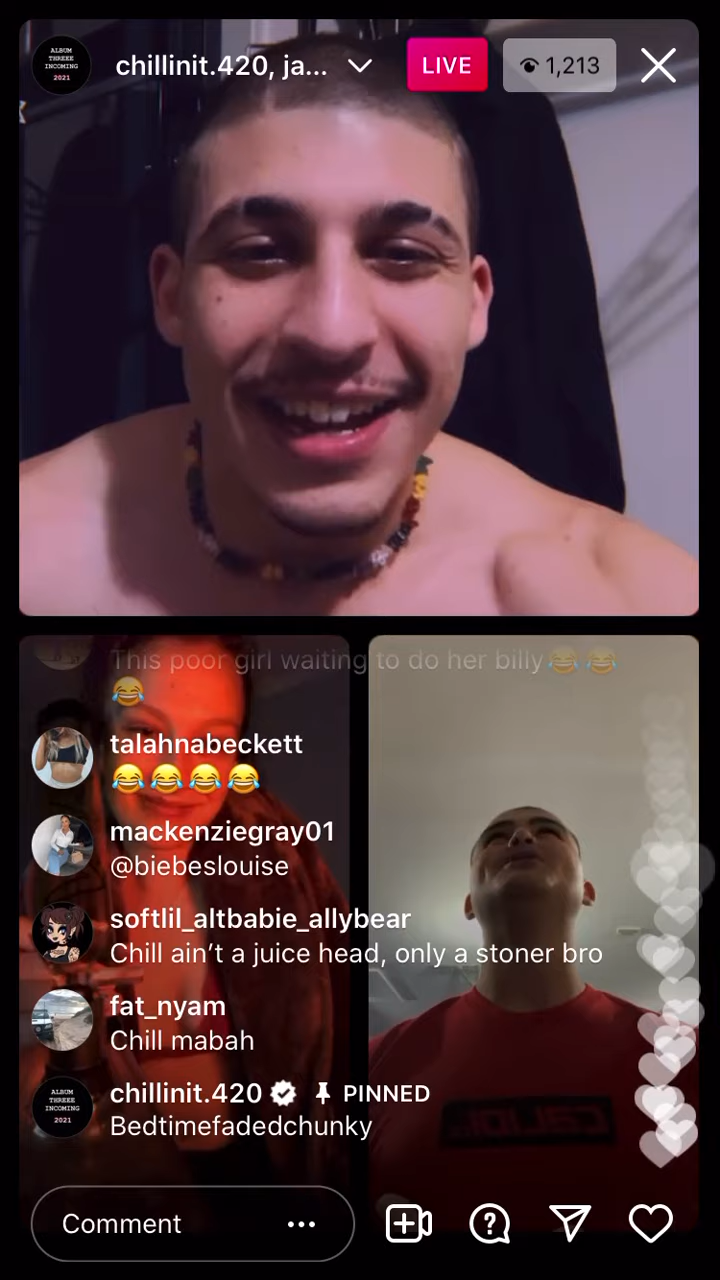 ALBUM
THREEE
INCOMING
2021
chillinit.420, ja...
LIVE
1,213
This poor girl waiting to do her billy😂😂
😂
talahnabeckett
😂😂😂😂
mackenziegray01
@biebeslouise
softlil_altbabie_allybear
Chill ain’t a juice head, only a stoner bro
fat_nyam
Chill mabah
ALBUM
THREEE
INCOMING
2021
chillinit.420 PINNED
Bedtimefadedchunky
Comment